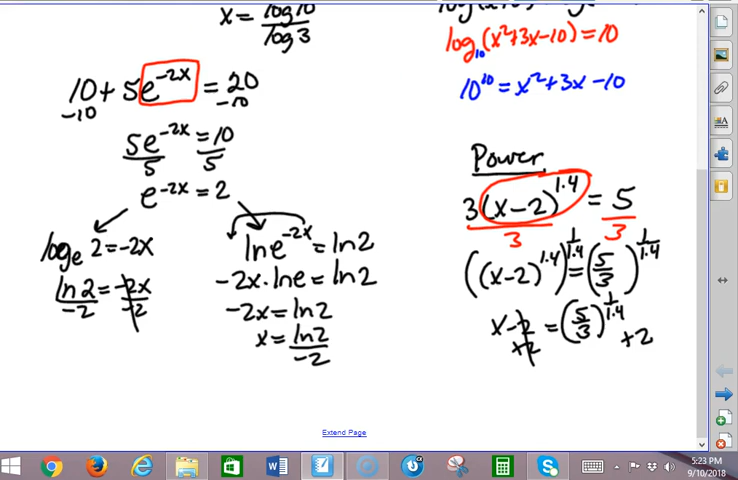 x = log10/log3
log₁₀(x²+3x-10) = 10
10¹⁰ = x²+3x-10
10 + 5e^(-2x) = 20
-10 -10
5e^(-2x) = 10
5 5
e^(-2x) = 2
logₑ2 = -2x
ln2 = -2x
-2 -2
ln e^(-2x) = ln2
-2x · lne = ln2
-2x = ln2
x = ln2/-2
Power
3(x-2)^1.4 = 5
3 3
((x-2)^1.4)^(1/1.4) = (5/3)^(1/1.4)
x-2 = (5/3)^(1/1.4)
+2 +2
Extend Page
5:23 PM
9/10/2018